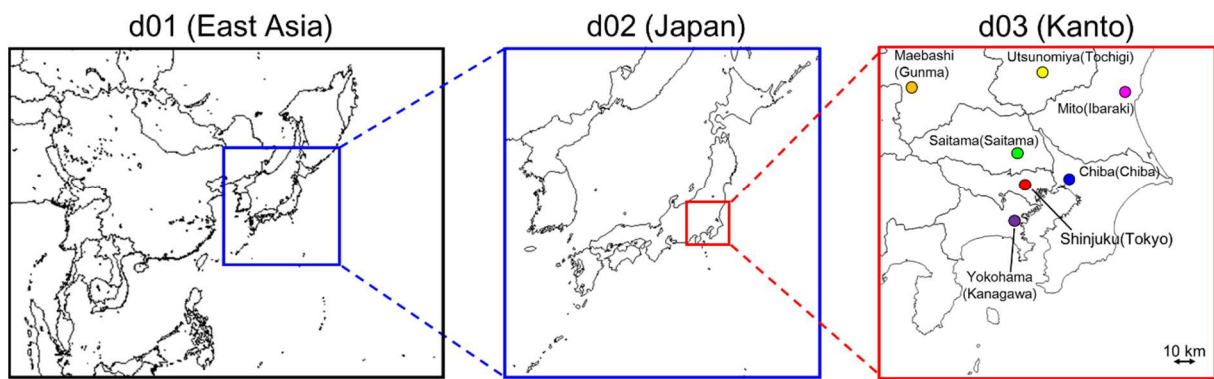 d01 (East Asia)
d02 (Japan)
d03 (Kanto)
Maebashi
(Gunma)
Utsunomiya(Tochigi)
Mito(Ibaraki)
Saitama(Saitama)
Chiba(Chiba)
Shinjuku(Tokyo)
Yokohama
(Kanagawa)
10 km